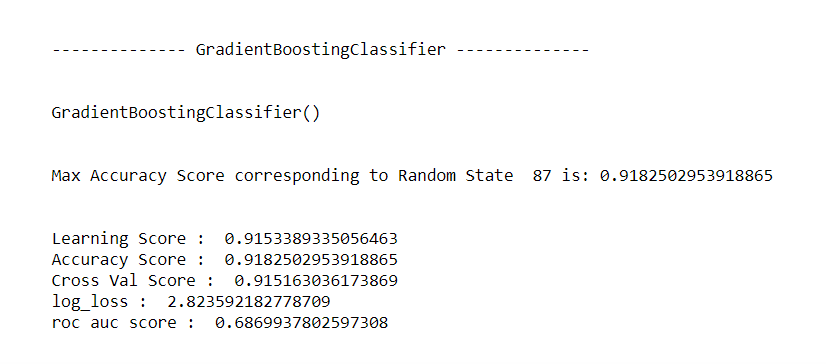 -------------- GradientBoostingClassifier --------------
GradientBoostingClassifier()
Max Accuracy Score corresponding to Random State  87 is: 0.9182502953918865
Learning Score :  0.9153389335056463
Accuracy Score :  0.9182502953918865
Cross Val Score :  0.915163036173869
log_loss :  2.823592182778709
roc auc score :  0.6869937802597308